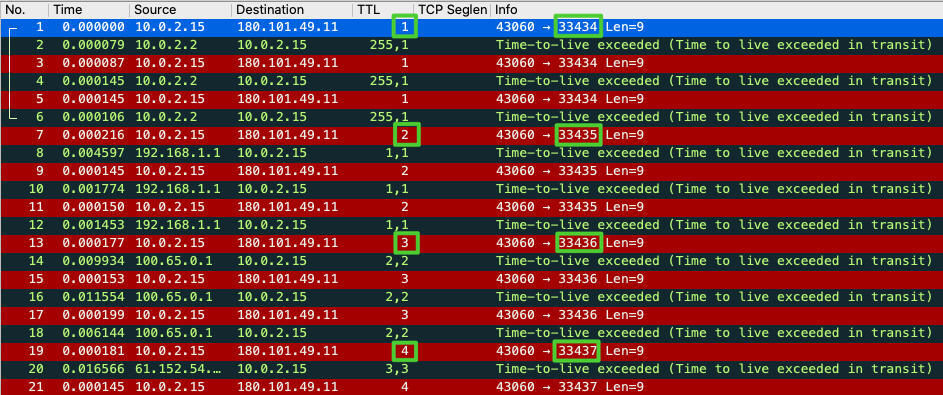 No. Time Source Destination TTL TCP Seglen Info
1 0.000000 10.0.2.15 180.101.49.11 1 43060 → 33434 Len=9
2 0.000079 10.0.2.2 10.0.2.15 255,1 Time-to-live exceeded (Time to live exceeded in transit)
3 0.000087 10.0.2.15 180.101.49.11 1 43060 → 33434 Len=9
4 0.000145 10.0.2.2 10.0.2.15 255,1 Time-to-live exceeded (Time to live exceeded in transit)
5 0.000145 10.0.2.15 180.101.49.11 1 43060 → 33434 Len=9
6 0.000106 10.0.2.2 10.0.2.15 255,1 Time-to-live exceeded (Time to live exceeded in transit)
7 0.000216 10.0.2.15 180.101.49.11 2 43060 → 33435 Len=9
8 0.004597 192.168.1.1 10.0.2.15 1,1 Time-to-live exceeded (Time to live exceeded in transit)
9 0.000145 10.0.2.15 180.101.49.11 2 43060 → 33435 Len=9
10 0.001774 192.168.1.1 10.0.2.15 1,1 Time-to-live exceeded (Time to live exceeded in transit)
11 0.000150 10.0.2.15 180.101.49.11 2 43060 → 33435 Len=9
12 0.001453 192.168.1.1 10.0.2.15 1,1 Time-to-live exceeded (Time to live exceeded in transit)
13 0.000177 10.0.2.15 180.101.49.11 3 43060 → 33436 Len=9
14 0.009934 100.65.0.1 10.0.2.15 2,2 Time-to-live exceeded (Time to live exceeded in transit)
15 0.000153 10.0.2.15 180.101.49.11 3 43060 → 33436 Len=9
16 0.011554 100.65.0.1 10.0.2.15 2,2 Time-to-live exceeded (Time to live exceeded in transit)
17 0.000199 10.0.2.15 180.101.49.11 3 43060 → 33436 Len=9
18 0.006144 100.65.0.1 10.0.2.15 2,2 Time-to-live exceeded (Time to live exceeded in transit)
19 0.000181 10.0.2.15 180.101.49.11 4 43060 → 33437 Len=9
20 0.016566 61.152.54.… 10.0.2.15 3,3 Time-to-live exceeded (Time to live exceeded in transit)
21 0.000145 10.0.2.15 180.101.49.11 4 43060 → 33437 Len=9